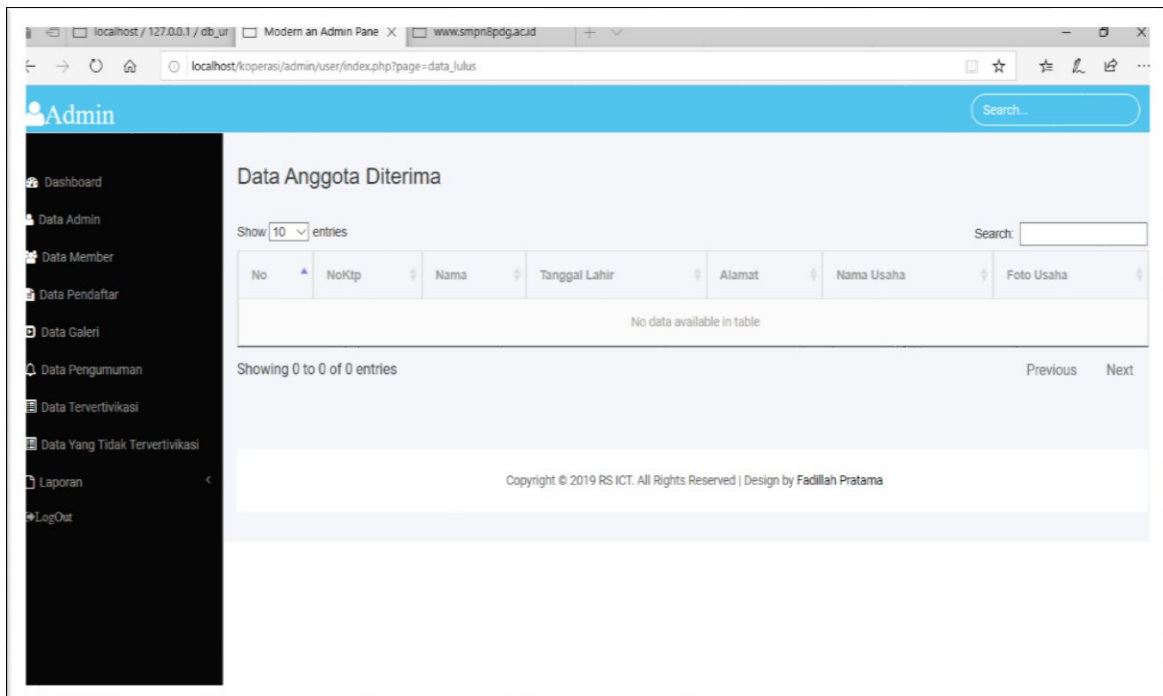 localhost / 127.0.0.1 / db_ur
Modern an Admin Pane
www.smpn8pdg.ac.id
localhost/koperasi/admin/user/index.php?page=data_lulus
Admin
Search...
Dashboard
Data Admin
Data Member
Data Pendaftar
Data Galeri
Data Pengumuman
Data Tervertivikasi
Data Yang Tidak Tervertivikasi
Laporan
LogOut
Data Anggota Diterima
Show 10 entries
Search:
No NoKtp Nama Tanggal Lahir Alamat Nama Usaha Foto Usaha
No data available in table
Showing 0 to 0 of 0 entries
Previous Next
Copyright © 2019 RS ICT. All Rights Reserved | Design by Fadillah Pratama